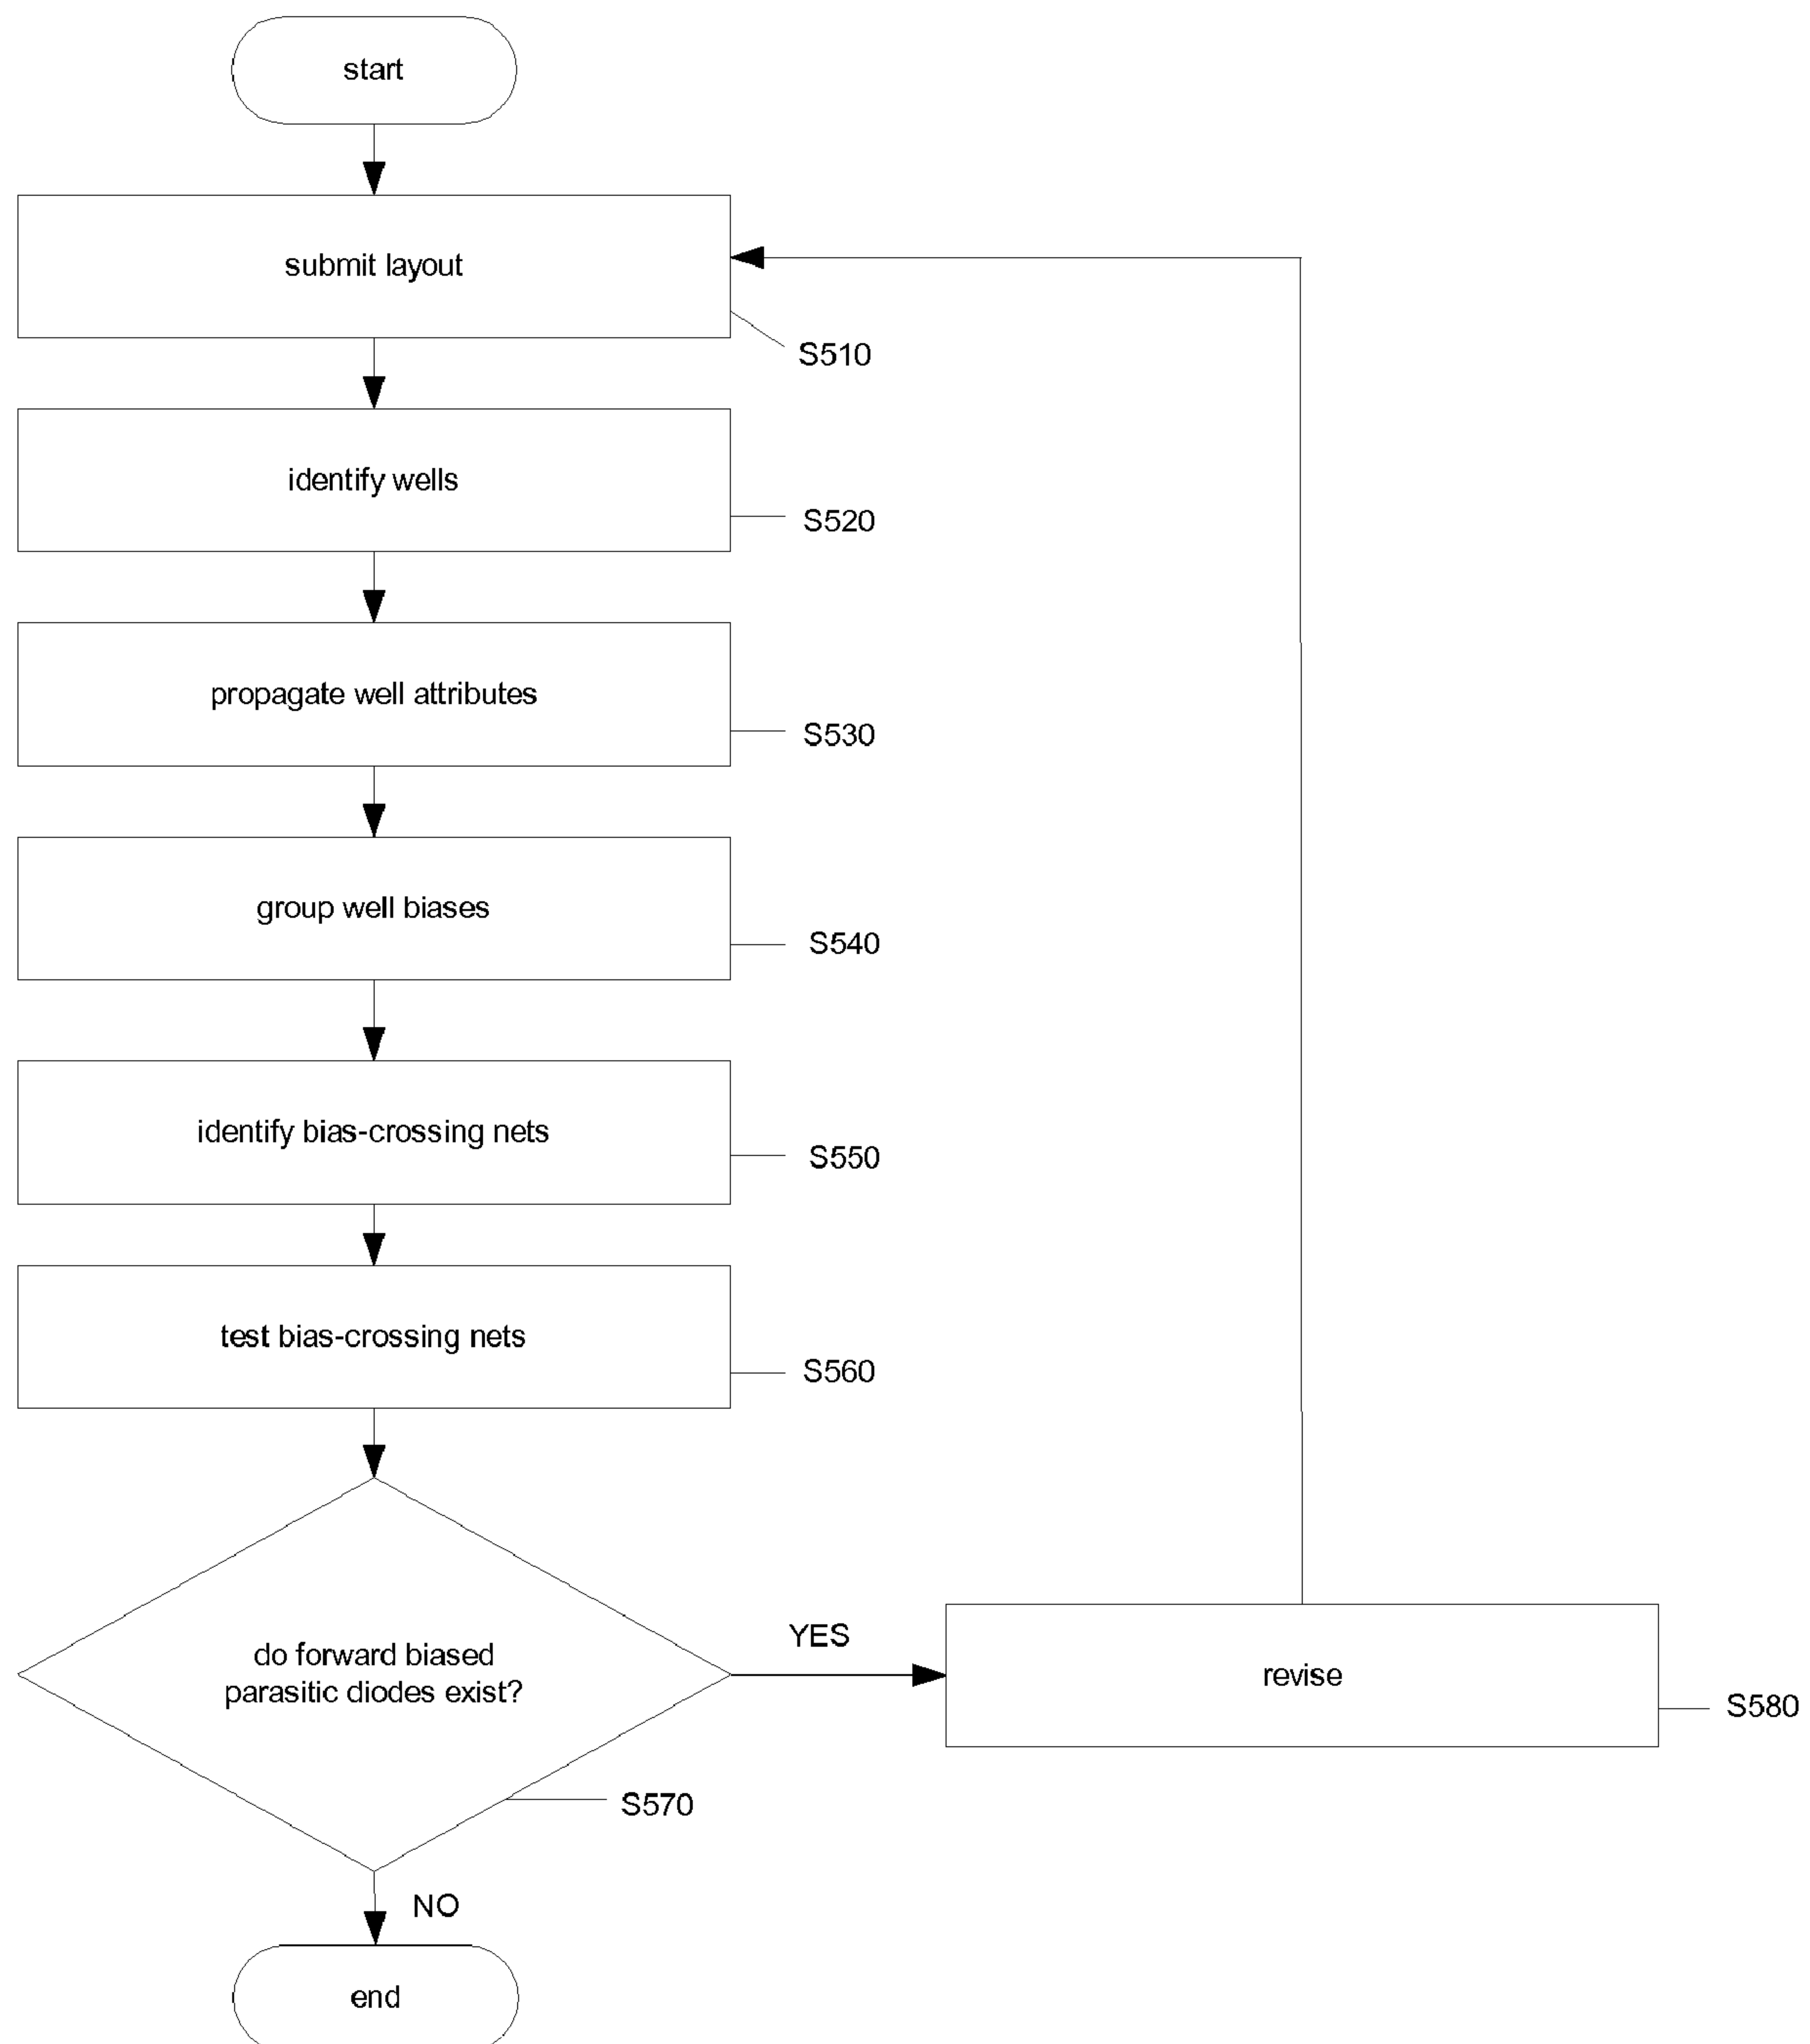 start
submit layout
S510
identify wells
S520
propagate well attributes
S530
group well biases
S540
identify bias-crossing nets
S550
test bias-crossing nets
S560
do forward biased
parasitic diodes exist?
S570
YES
revise
S580
NO
end